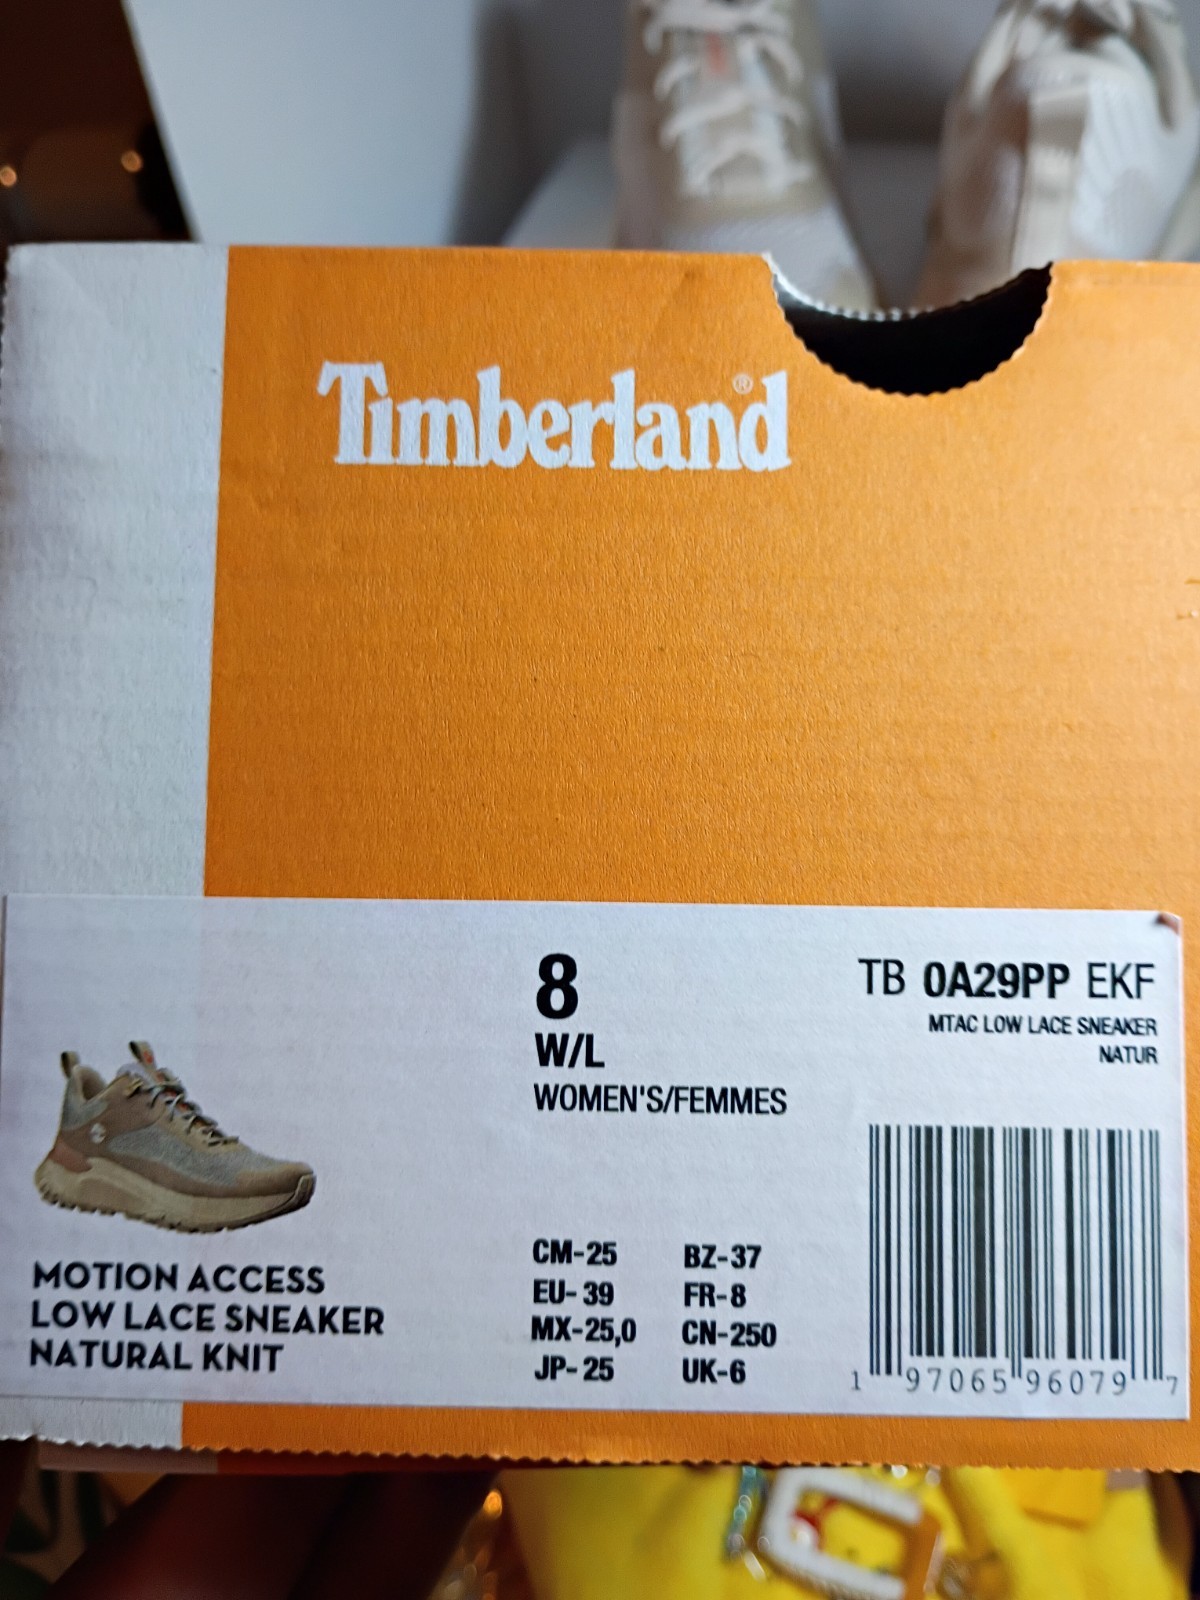 Timberland®
8
W/L
WOMEN'S/FEMMES
TB 0A29PP EKF
MTAC LOW LACE SNEAKER
NATUR
MOTION ACCESS
LOW LACE SNEAKER
NATURAL KNIT
CM-25 BZ-37
EU-39 FR-8
MX-25,0 CN-250
JP-25 UK-6
1 97065 96079 7